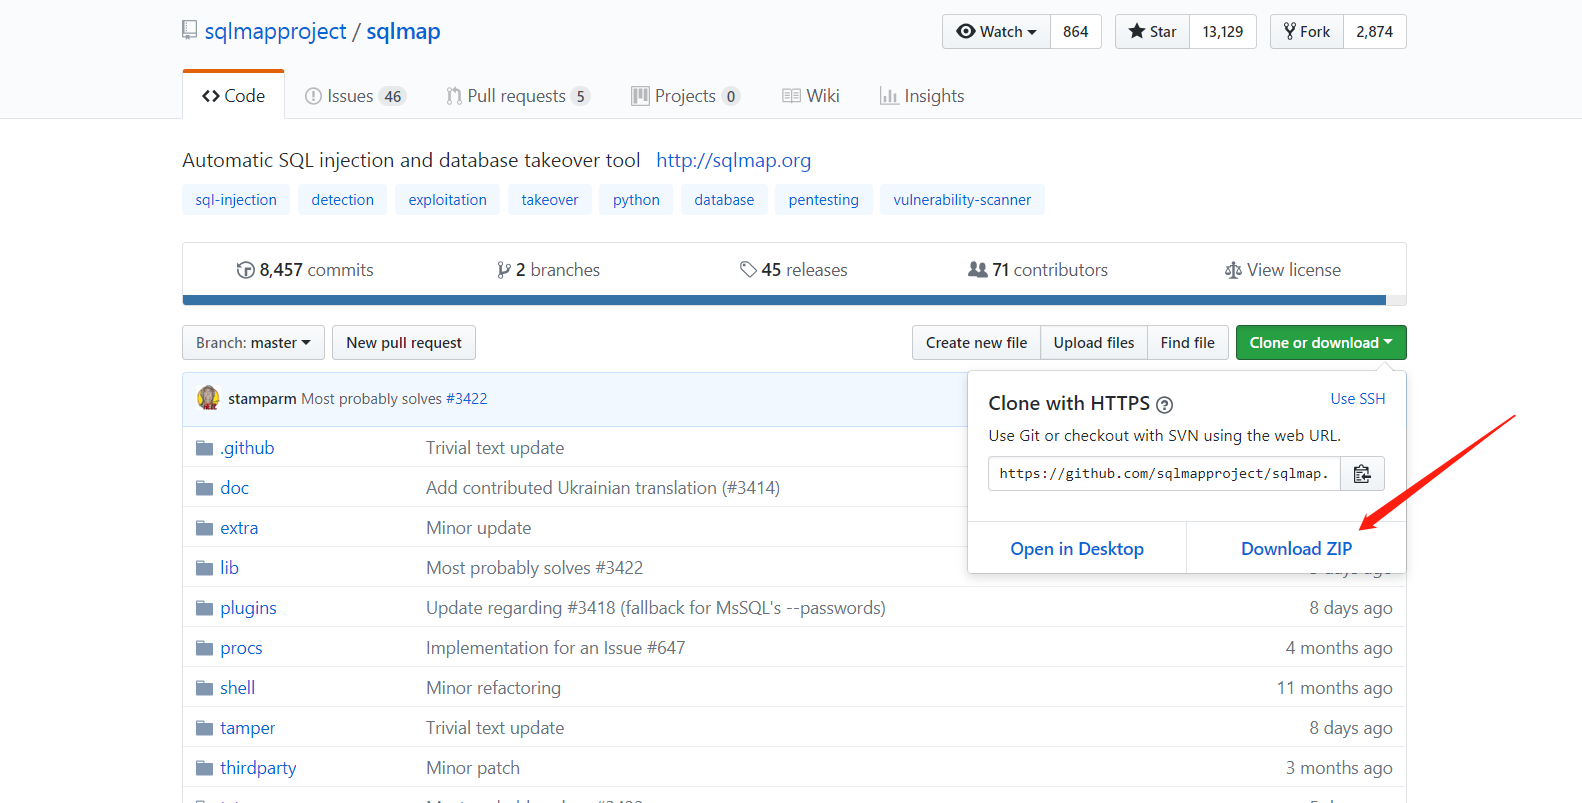 sqlmapproject / sqlmap
Watch 864 Star 13,129 Fork 2,874
Code Issues 46 Pull requests 5 Projects 0 Wiki Insights
Automatic SQL injection and database takeover tool http://sqlmap.org
sql-injection detection exploitation takeover python database pentesting vulnerability-scanner
8,457 commits 2 branches 45 releases 71 contributors View license
Branch: master New pull request Create new file Upload files Find file Clone or download
stamparm Most probably solves #3422
Clone with HTTPS ? Use SSH
Use Git or checkout with SVN using the web URL.
https://github.com/sqlmapproject/sqlmap.
Open in Desktop Download ZIP
.github Trivial text update
doc Add contributed Ukrainian translation (#3414)
extra Minor update
lib Most probably solves #3422
plugins Update regarding #3418 (fallback for MsSQL's --passwords) 8 days ago
procs Implementation for an Issue #647 4 months ago
shell Minor refactoring 11 months ago
tamper Trivial text update 8 days ago
thirdparty Minor patch 3 months ago